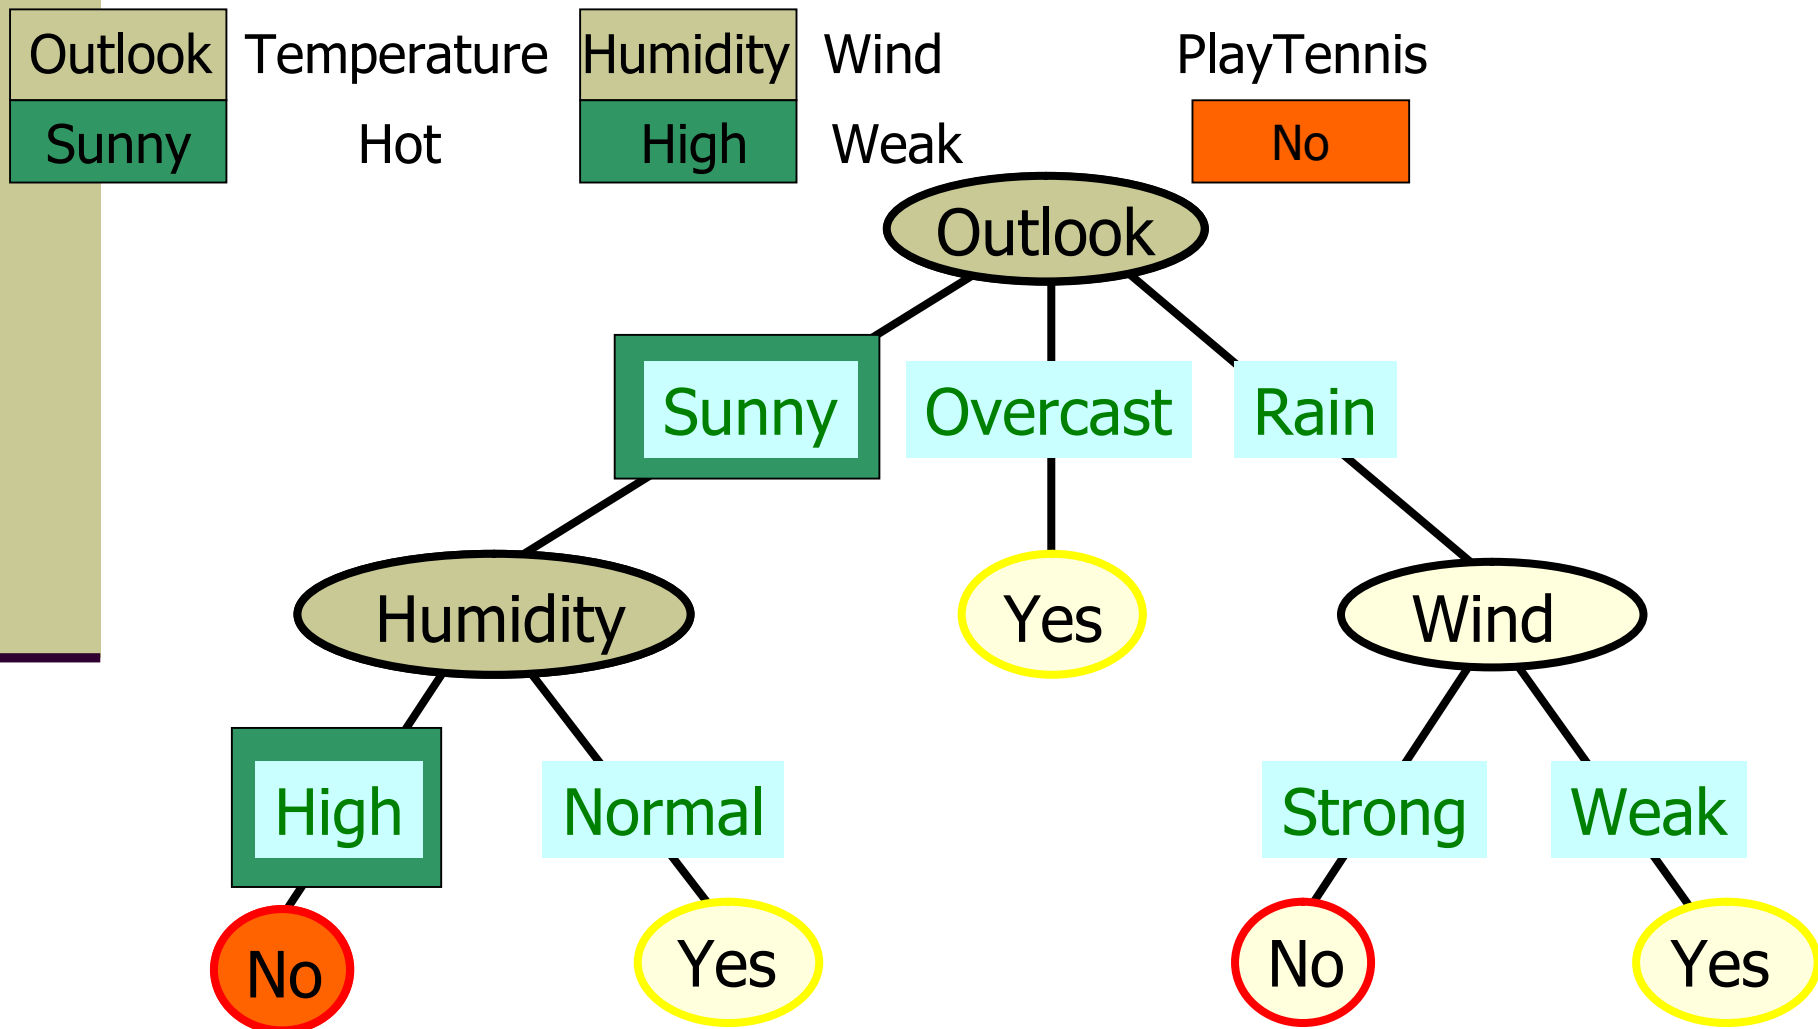 Outlook Temperature Humidity Wind PlayTennis
Sunny Hot High Weak No
Outlook
Sunny Overcast Rain
Humidity Yes Wind
High Normal Strong Weak
No Yes No Yes